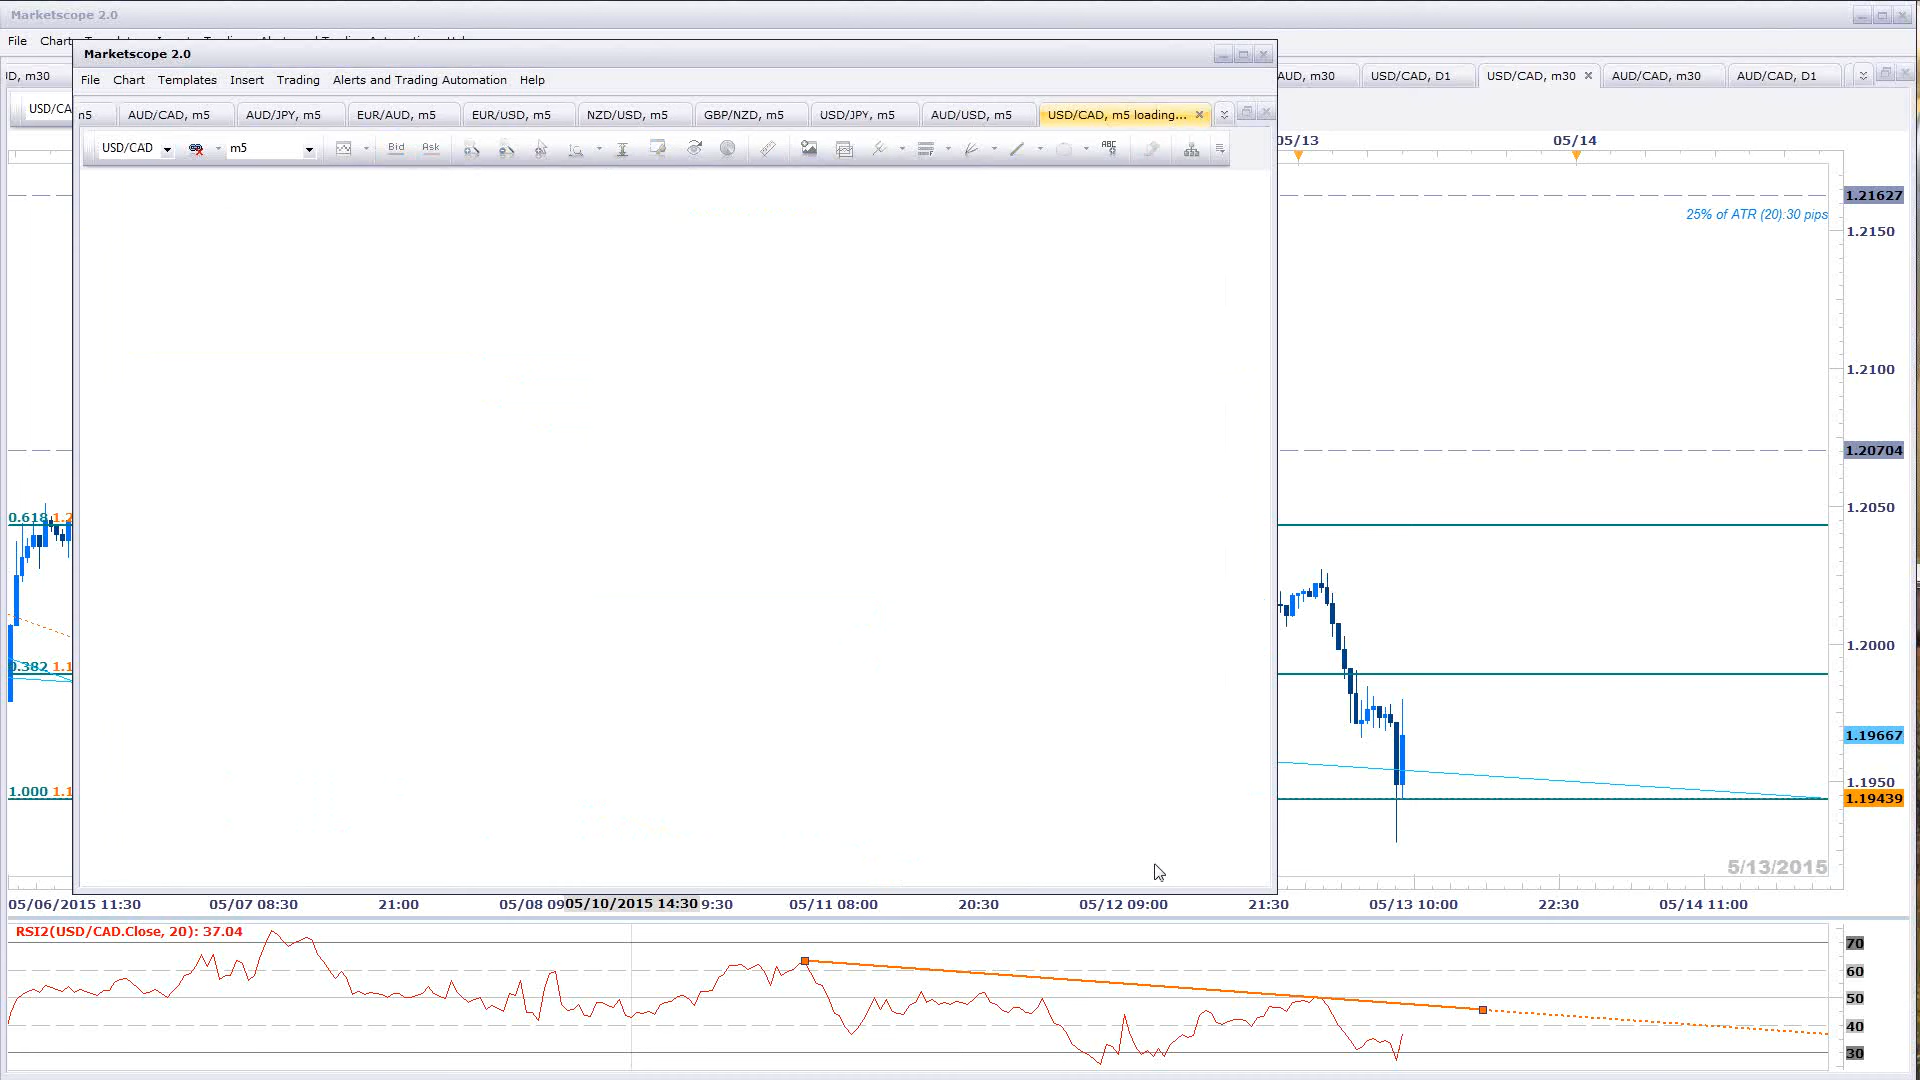 Marketscope 2.0
File Chart
Marketscope 2.0
File Chart Templates Insert Trading Alerts and Trading Automation Help
D, m30
AUD, m30 USD/CAD, D1 USD/CAD, m30 AUD/CAD, m30 AUD/CAD, D1
USD/CA
n5 AUD/CAD, m5 AUD/JPY, m5 EUR/AUD, m5 EUR/USD, m5 NZD/USD, m5 GBP/NZD, m5 USD/JPY, m5 AUD/USD, m5 USD/CAD, m5 loading...
USD/CAD m5 Bid Ask ABC
05/13 05/14
1.21627
25% of ATR (20):30 pips
1.2150
1.2100
1.20704
1.2050
0.618 1.2
1.2000
0.382 1.1
1.19667
1.1950
1.000 1.1
1.19439
5/13/2015
05/06/2015 11:30 05/07 08:30 21:00 05/08 09 05/10/2015 14:30 9:30 05/11 08:00 20:30 05/12 09:00 21:30 05/13 10:00 22:30 05/14 11:00
RSI2(USD/CAD.Close, 20): 37.04
70
60
50
40
30